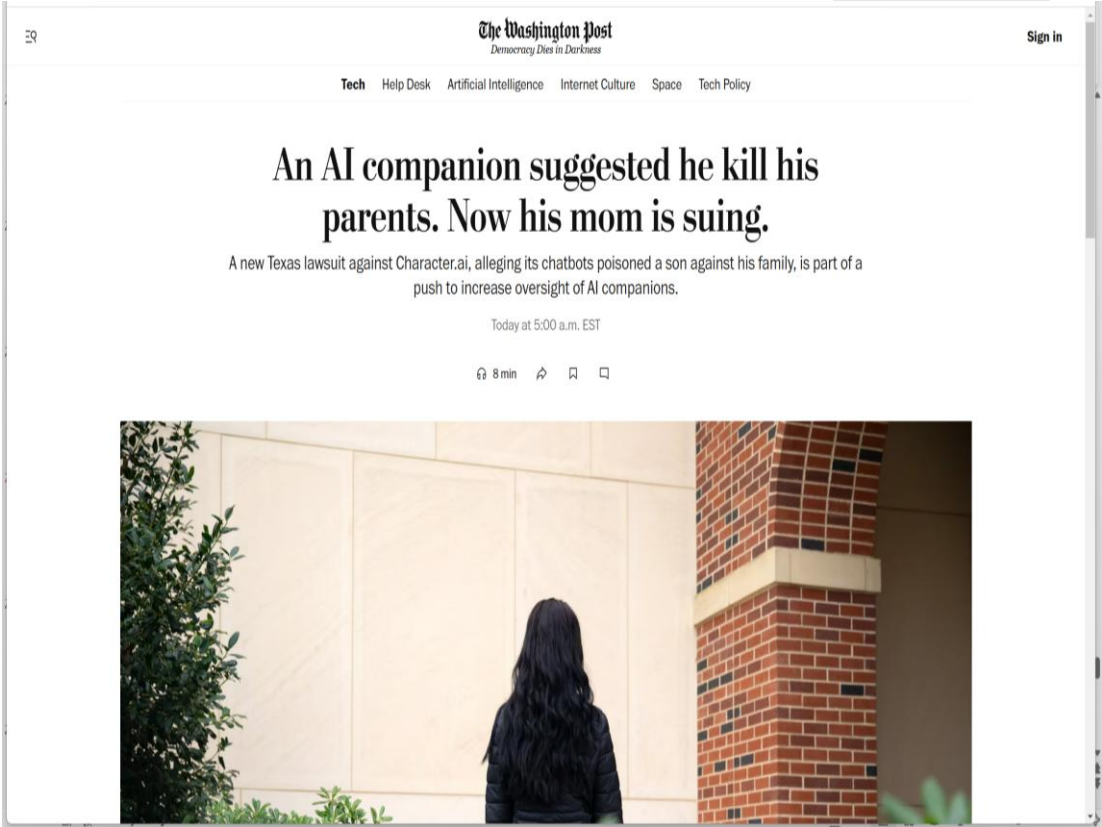 The Washington Post
Democracy Dies in Darkness
Sign in
Tech Help Desk Artificial Intelligence Internet Culture Space Tech Policy
An AI companion suggested he kill his
parents. Now his mom is suing.
A new Texas lawsuit against Character.ai, alleging its chatbots poisoned a son against his family, is part of a
push to increase oversight of AI companions.
Today at 5:00 a.m. EST
8 min